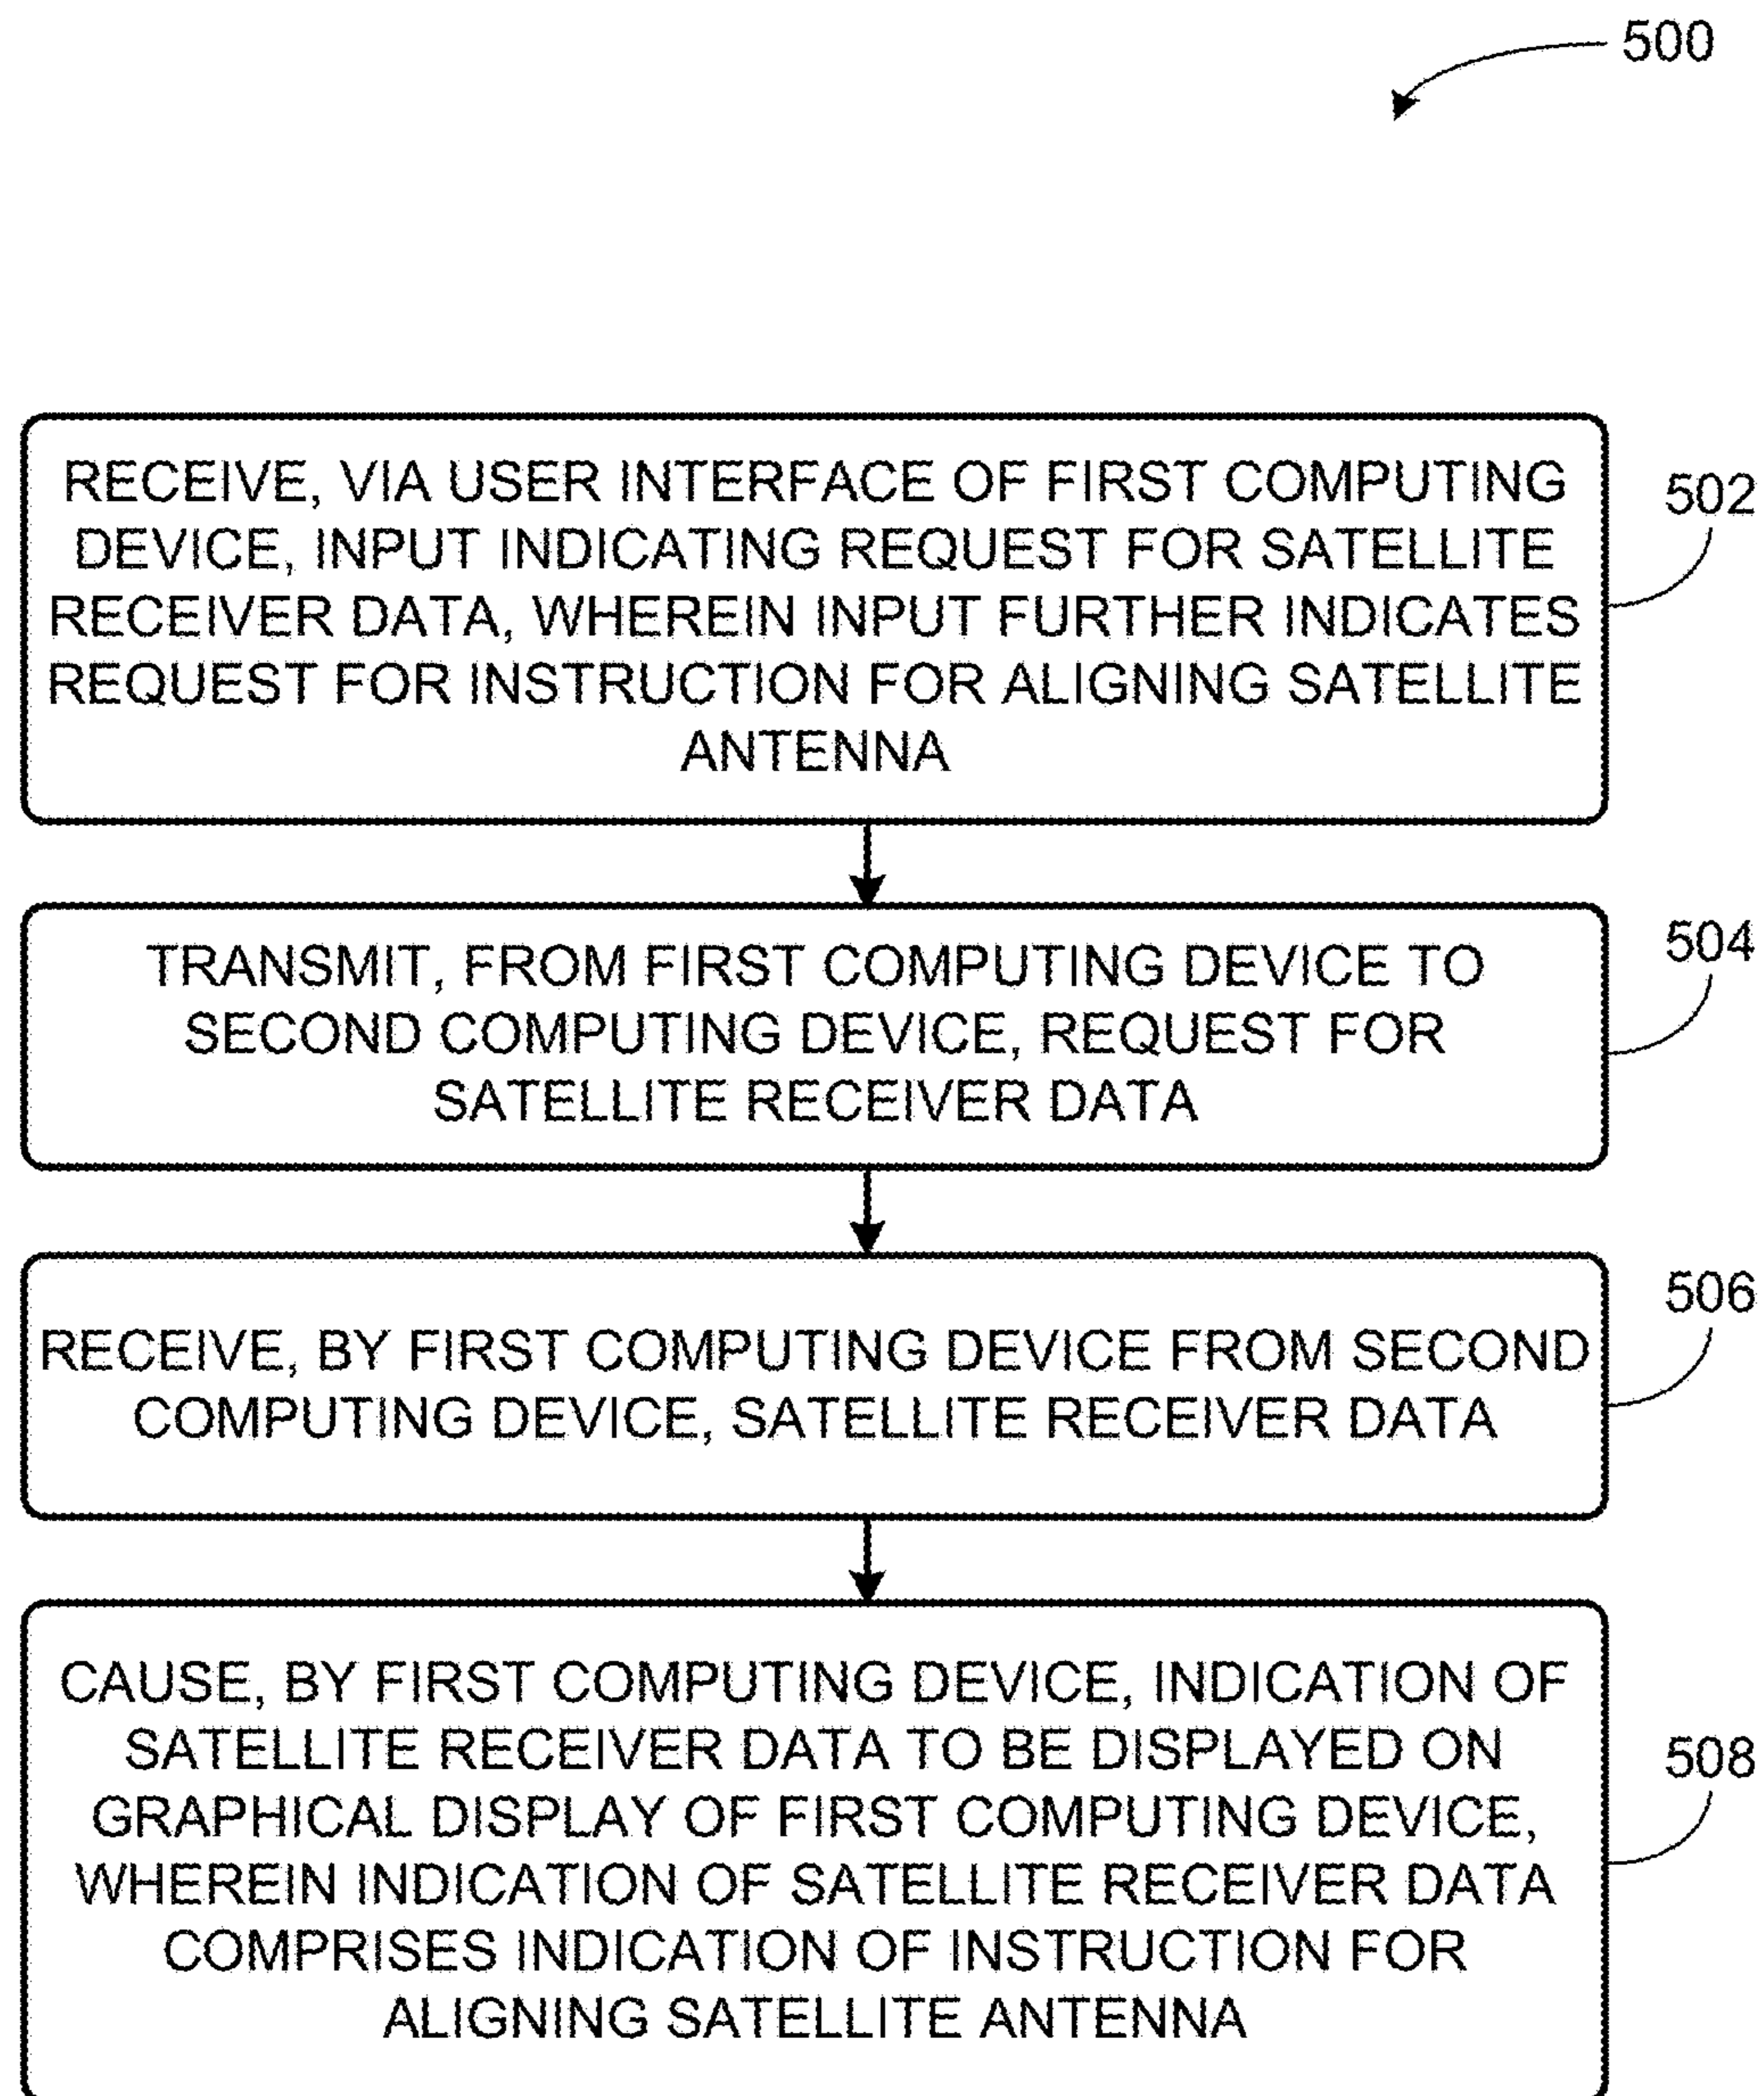 500
RECEIVE, VIA USER INTERFACE OF FIRST COMPUTING
DEVICE, INPUT INDICATING REQUEST FOR SATELLITE
RECEIVER DATA, WHEREIN INPUT FURTHER INDICATES
REQUEST FOR INSTRUCTION FOR ALIGNING SATELLITE
ANTENNA
502
TRANSMIT, FROM FIRST COMPUTING DEVICE TO
SECOND COMPUTING DEVICE, REQUEST FOR
SATELLITE RECEIVER DATA
504
RECEIVE, BY FIRST COMPUTING DEVICE FROM SECOND
COMPUTING DEVICE, SATELLITE RECEIVER DATA
506
CAUSE, BY FIRST COMPUTING DEVICE, INDICATION OF
SATELLITE RECEIVER DATA TO BE DISPLAYED ON
GRAPHICAL DISPLAY OF FIRST COMPUTING DEVICE,
WHEREIN INDICATION OF SATELLITE RECEIVER DATA
COMPRISES INDICATION OF INSTRUCTION FOR
ALIGNING SATELLITE ANTENNA
508